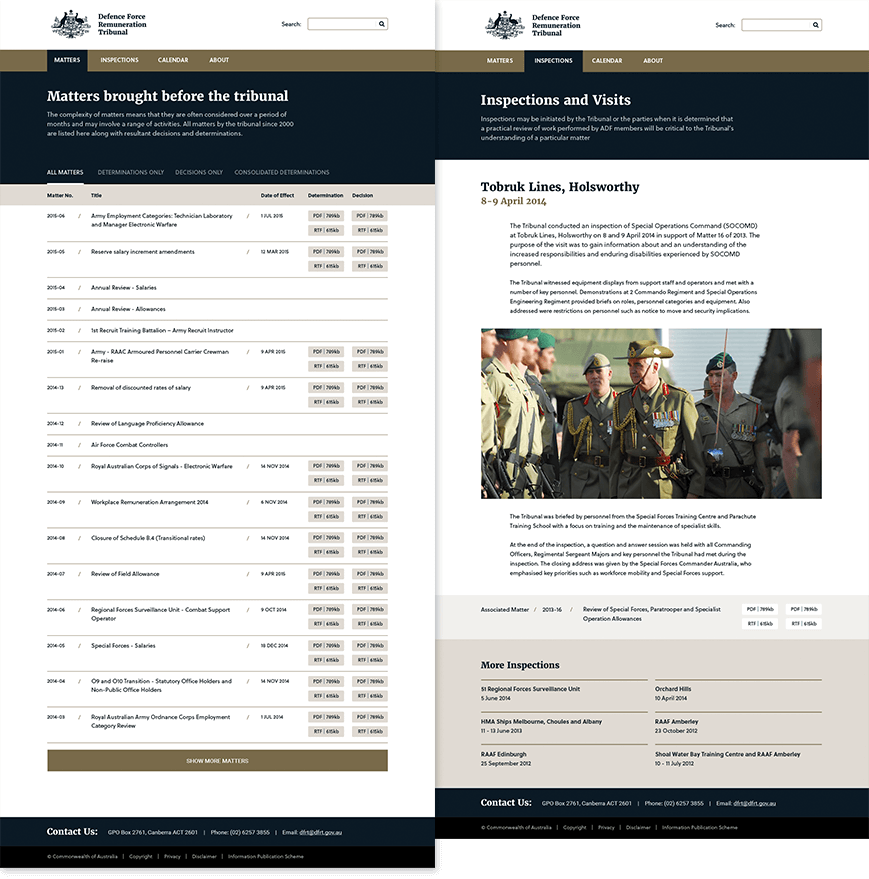 Defence Force
Remuneration
Tribunal
Search:
MATTERS
INSPECTIONS
CALENDAR
ABOUT
Matters brought before the tribunal
The complexity of matters means that they are often considered over a period of
months and may involve a range of activities. All matters by the tribunal since 2000
are listed here along with resultant decisions and determinations.
ALL MATTERS
DETERMINATIONS ONLY
DECISIONS ONLY
CONSOLIDATED DETERMINATIONS
Matter No. Title Date of Effect Determination Decision
2015-06 / Army Employment Categories: Technician Laboratory / 1 JUL 2015 PDF | 789kb PDF | 789kb
and Manager Electronic Warfare RTF | 615kb RTF | 615kb
2015-05 / Reserve salary increment amendments / 12 MAR 2015 PDF | 789kb PDF | 789kb
RTF | 615kb RTF | 615kb
2015-04 / Annual Review - Salaries
2015-03 / Annual Review - Allowances
2015-02 / 1st Recruit Training Battalion – Army Recruit Instructor
2015-01 / Army - RAAC Armoured Personnel Carrier Crewman / 9 APR 2015 PDF | 789kb PDF | 789kb
Re-raise RTF | 615kb RTF | 615kb
2014-13 / Removal of discounted rates of salary / 9 APR 2015 PDF | 789kb PDF | 789kb
RTF | 615kb RTF | 615kb
2014-12 / Review of Language Proficiency Allowance
2014-11 / Air Force Combat Controllers
2014-10 / Royal Australian Corps of Signals - Electronic Warfare / 14 NOV 2014 PDF | 789kb PDF | 789kb
RTF | 615kb RTF | 615kb
2014-09 / Workplace Remuneration Arrangement 2014 / 6 NOV 2014 PDF | 789kb PDF | 789kb
RTF | 615kb RTF | 615kb
2014-08 / Closure of Schedule B.4 (Transitional rates) / 14 NOV 2014 PDF | 789kb PDF | 789kb
RTF | 615kb RTF | 615kb
2014-07 / Review of Field Allowance / 9 APR 2015 PDF | 789kb PDF | 789kb
RTF | 615kb RTF | 615kb
2014-06 / Regional Forces Surveillance Unit - Combat Support / 9 OCT 2014 PDF | 789kb PDF | 789kb
Operator RTF | 615kb RTF | 615kb
2014-05 / Special Forces - Salaries / 18 DEC 2014 PDF | 789kb PDF | 789kb
RTF | 615kb RTF | 615kb
2014-04 / O9 and O10 Transition - Statutory Office Holders and / 14 NOV 2014 PDF | 789kb PDF | 789kb
Non-Public Office Holders RTF | 615kb RTF | 615kb
2014-03 / Royal Australian Army Ordnance Corps Employment / 1 JUL 2014 PDF | 789kb PDF | 789kb
Category Review RTF | 615kb RTF | 615kb
SHOW MORE MATTERS
Contact Us: GPO Box 2761, Canberra ACT 2601 | Phone: (02) 6257 3855 | Email: dfrt@dfrt.gov.au
© Commonwealth of Australia | Copyright | Privacy | Disclaimer | Information Publication Scheme
Defence Force
Remuneration
Tribunal
Search:
MATTERS
INSPECTIONS
CALENDAR
ABOUT
Inspections and Visits
Inspections may be initiated by the Tribunal or the parties when it is determined that
a practical review of work performed by ADF members will be critical to the Tribunal's
understanding of a particular matter
Tobruk Lines, Holsworthy
8-9 April 2014
The Tribunal conducted an inspection of Special Operations Command (SOCOMD)
at Tobruk Lines, Holsworthy on 8 and 9 April 2014 in support of Matter 16 of 2013. The
purpose of the visit was to gain information about and an understanding of the
increased responsibilities and enduring disabilities experienced by SOCOMD
personnel.
The Tribunal witnessed equipment displays from support staff and operators and met with a
number of key personnel. Demonstrations at 2 Commando Regiment and Special Operations
Engineering Regiment provided briefs on roles, personnel categories and equipment. Also
addressed were restrictions on personnel such as notice to move and security implications.
The Tribunal was briefed by personnel from the Special Forces Training Centre and Parachute
Training School with a focus on training and the maintenance of specialist skills.
At the end of the inspection, a question and answer session was held with all Commanding
Officers, Regimental Sergeant Majors and key personnel the Tribunal had met during the
inspection. The closing address was given by the Special Forces Commander Australia, who
emphasised key priorities such as workforce mobility and Special Forces support.
Associated Matter / 2013-16 / Review of Special Forces, Paratrooper and Specialist PDF | 789kb PDF | 789kb
Operation Allowances RTF | 615kb RTF | 615kb
More Inspections
51 Regional Forces Surveillance Unit
5 June 2014
Orchard Hills
10 April 2014
HMA Ships Melbourne, Choules and Albany
11 - 13 June 2013
RAAF Amberley
23 October 2012
RAAF Edinburgh
25 September 2012
Shoal Water Bay Training Centre and RAAF Amberley
10 - 11 July 2012
Contact Us: GPO Box 2761, Canberra ACT 2601 | Phone: (02) 6257 3855 | Email: dfrt@dfrt.gov.au
© Commonwealth of Australia | Copyright | Privacy | Disclaimer | Information Publication Scheme